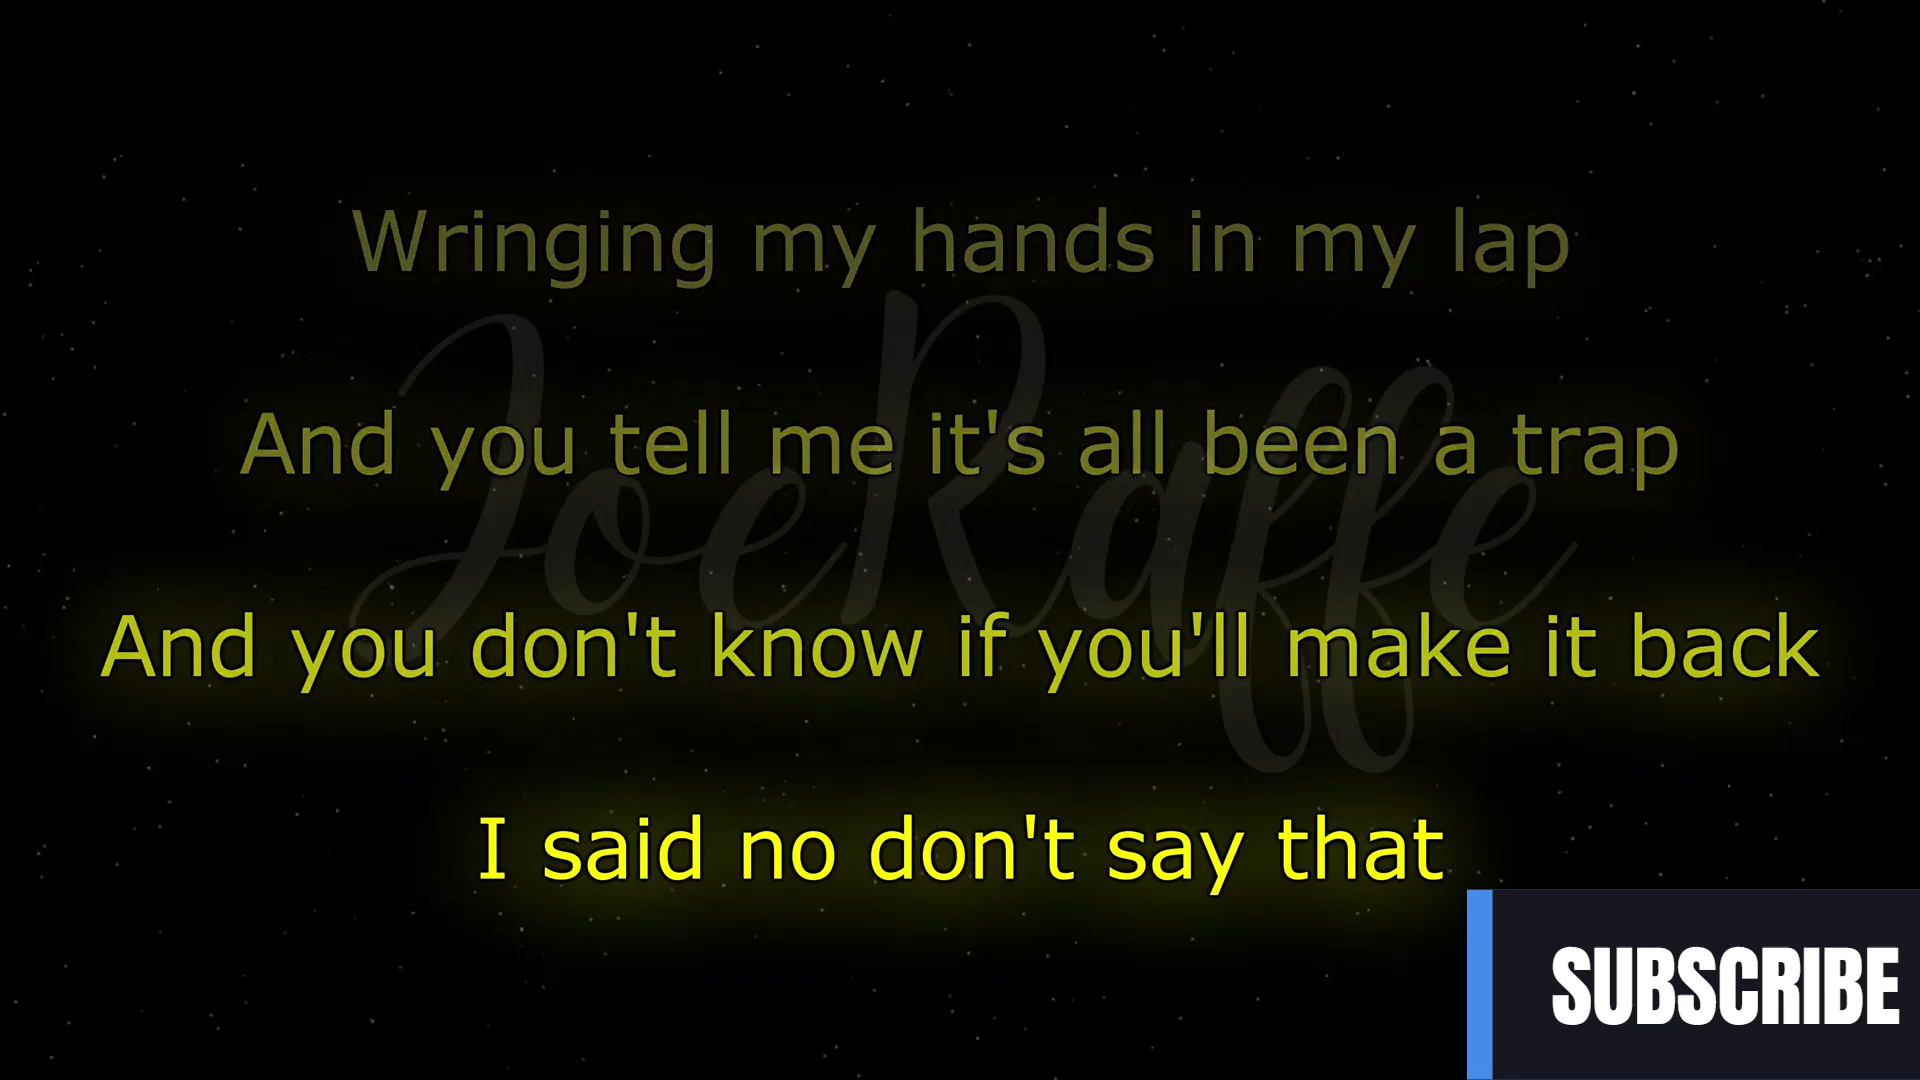 Wringing my hands in my lap
And you tell me it's all been a trap
JoeRaffe
And you don't know if you'll make it back
I said no don't say that
SUBSCRIBE